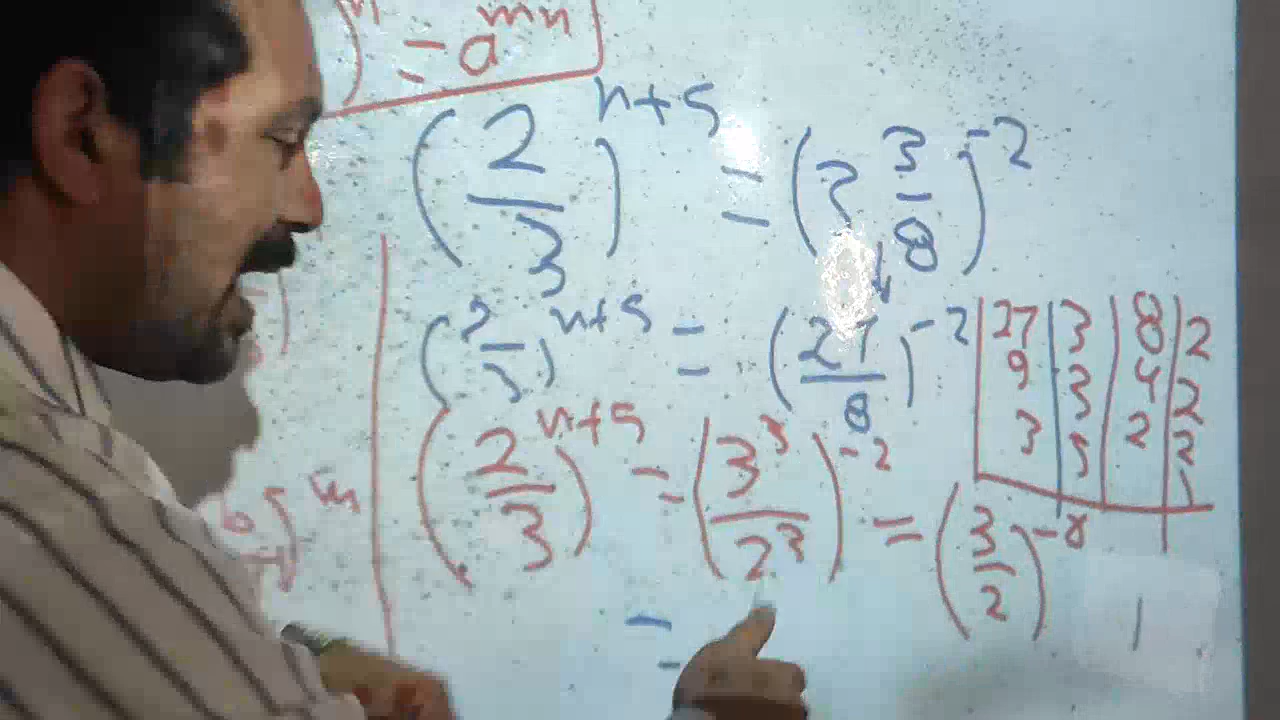 )ⁿ = a^{mn}
(2/3)^{n+5} = (3 3/8)^{-2}
(2/3)^{n+5} = (27/8)^{-2}
27 | 3 | 8 | 2
9 | 3 | 4 | 2
3 | 3 | 2 | 2
1
(2/3)^{n+5} = (3^3/2^3)^{-2} = (3/2)^{-8}
m
=